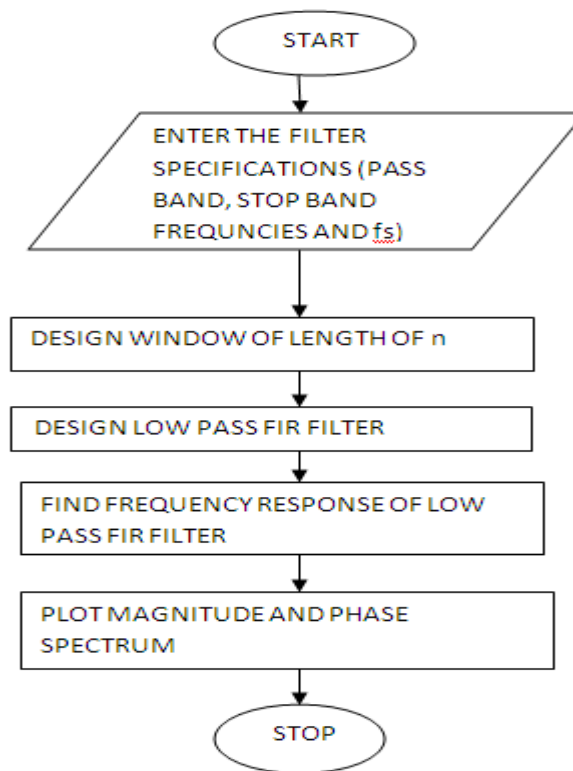 START
ENTER THE FILTER
SPECIFICATIONS (PASS
BAND, STOP BAND
FREQUNCIES AND fs)
DESIGN WINDOW OF LENGTH OF n
DESIGN LOW PASS FIR FILTER
FIND FREQUENCY RESPONSE OF LOW
PASS FIR FILTER
PLOT MAGNITUDE AND PHASE
SPECTRUM
STOP